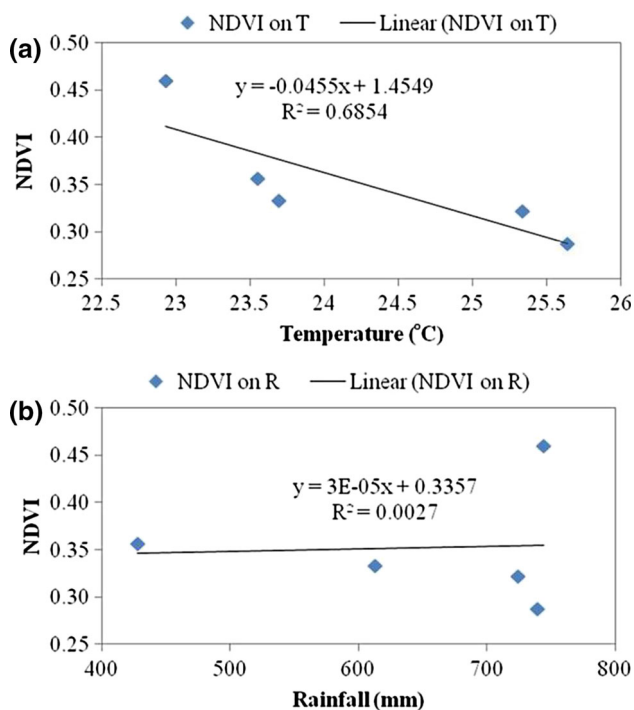 (a)
NDVI on T
Linear (NDVI on T)
0.50
0.45
0.40
0.35
0.30
0.25
NDVI
y = -0.0455x + 1.4549
R² = 0.6854
22.5 23 23.5 24 24.5 25 25.5 26
Temperature (°C)
(b)
NDVI on R
Linear (NDVI on R)
0.50
0.45
0.40
0.35
0.30
0.25
NDVI
y = 3E-05x + 0.3357
R² = 0.0027
400 500 600 700 800
Rainfall (mm)